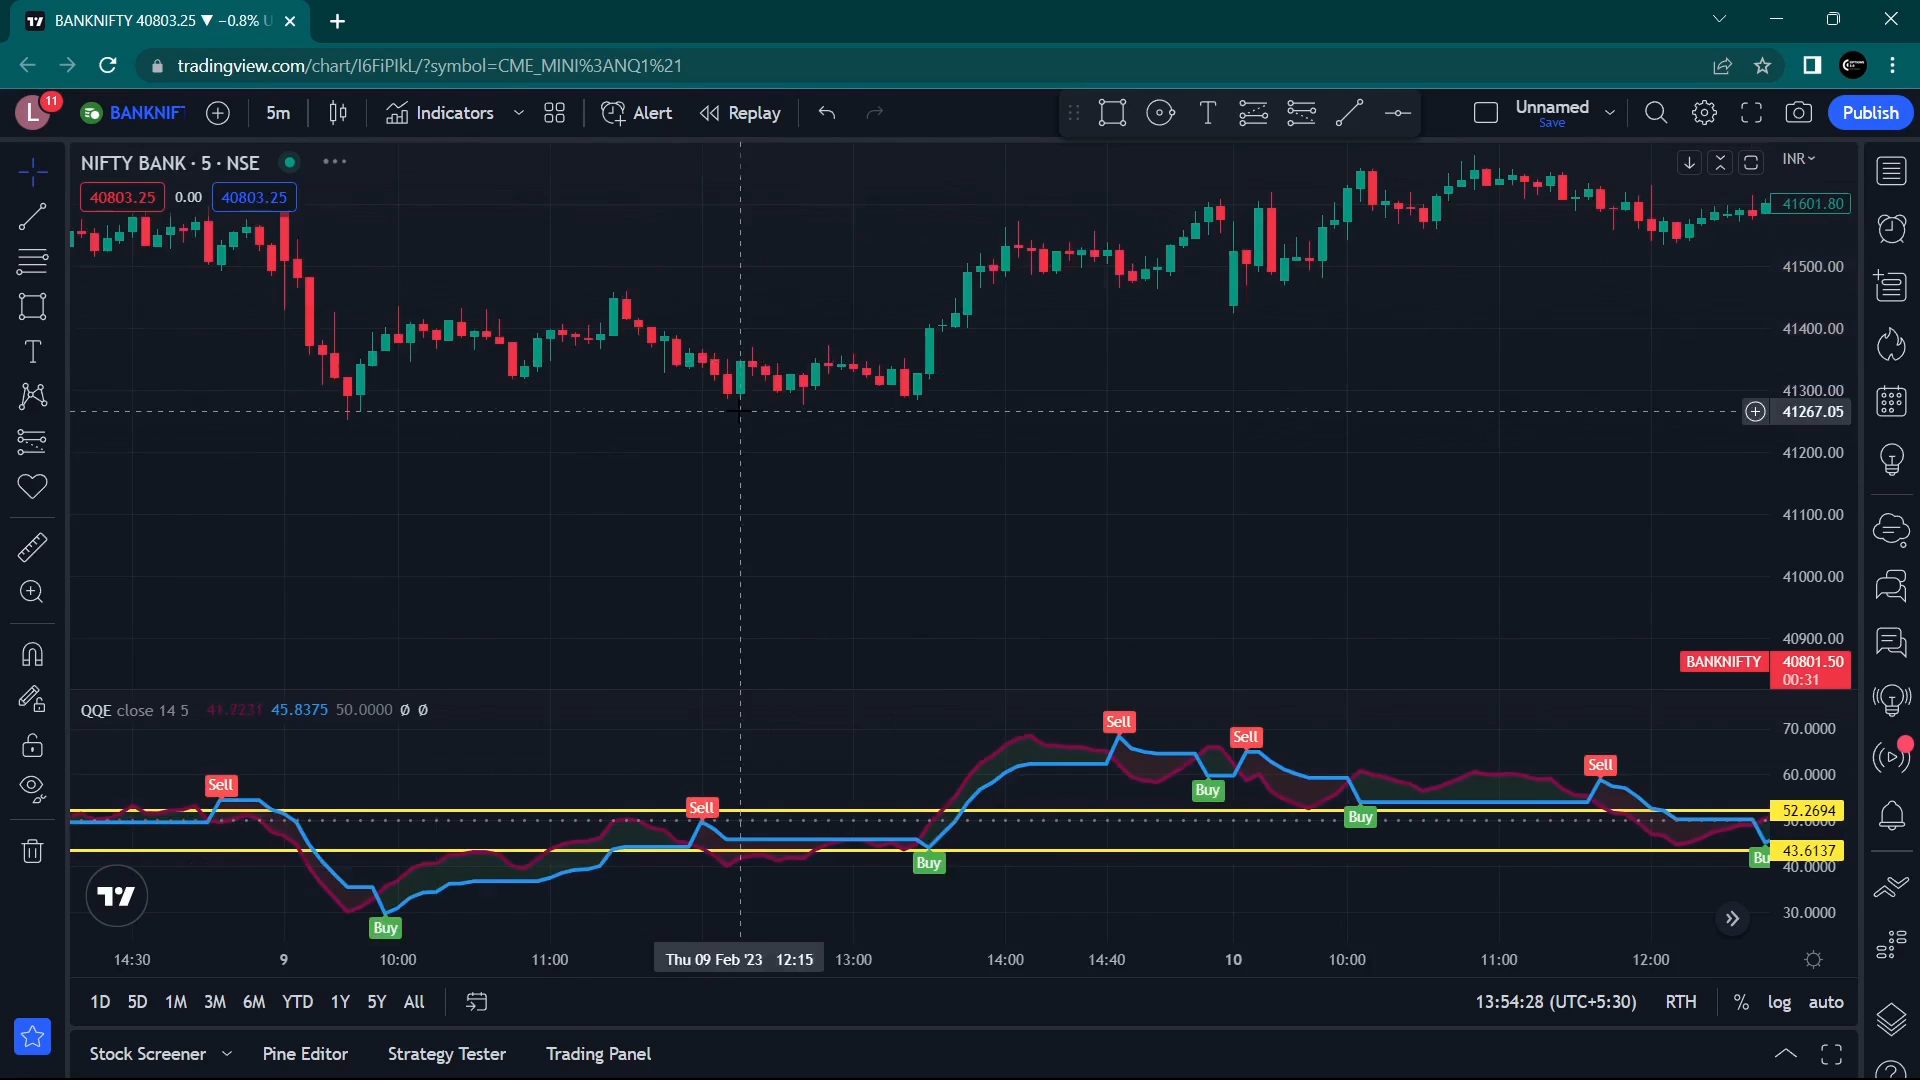 BANKNIFTY 40803.25 ▼ −0.8% U
tradingview.com/chart/I6FiPIkL/?symbol=CME_MINI%3ANQ1%21
L 11 BANKNIF 5m Indicators Alert Replay T Unnamed Publish
Save
NIFTY BANK · 5 · NSE INR
40803.25 0.00 40803.25 41601.80
41500.00
41400.00
41300.00
41267.05
41200.00
41100.00
41000.00
40900.00
BANKNIFTY 40801.50
00:31
QQE close 14 5 41.7231 45.8375 50.0000 Ø Ø
Sell 70.0000
Sell
Sell Sell 60.0000
Sell Buy 52.2694
Buy 50.0000
Buy Bu 43.6137
40.0000
Buy 30.0000
14:30 9 10:00 11:00 Thu 09 Feb '23 12:15 13:00 14:00 14:40 10 10:00 11:00 12:00
1D 5D 1M 3M 6M YTD 1Y 5Y All 13:54:28 (UTC+5:30) RTH % log auto
Stock Screener Pine Editor Strategy Tester Trading Panel